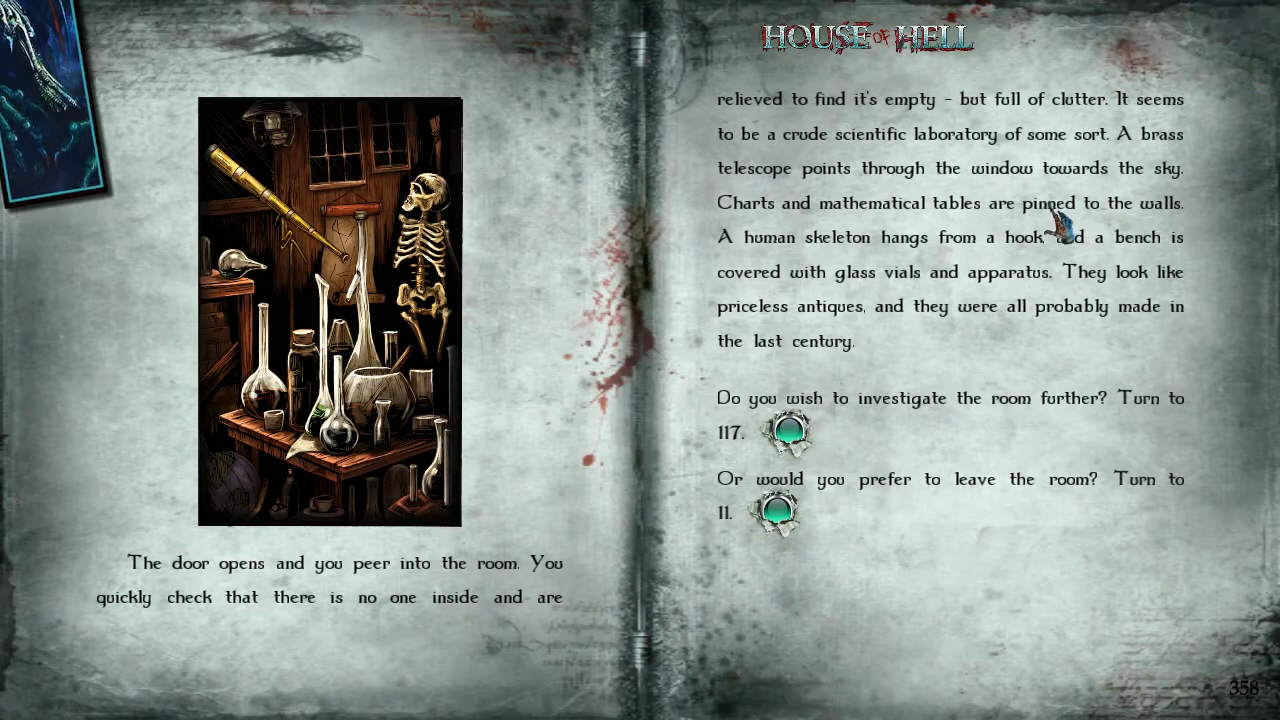 The door opens and you peer into the room. You
quickly check that there is no one inside and are
HOUSE OF HELL
relieved to find it's empty - but full of clutter. It seems
to be a crude scientific laboratory of some sort. A brass
telescope points through the window towards the sky.
Charts and mathematical tables are pinned to the walls.
A human skeleton hangs from a hook and a bench is
covered with glass vials and apparatus. They look like
priceless antiques, and they were all probably made in
the last century.
Do you wish to investigate the room further? Turn to
117.
Or would you prefer to leave the room? Turn to
11.
358